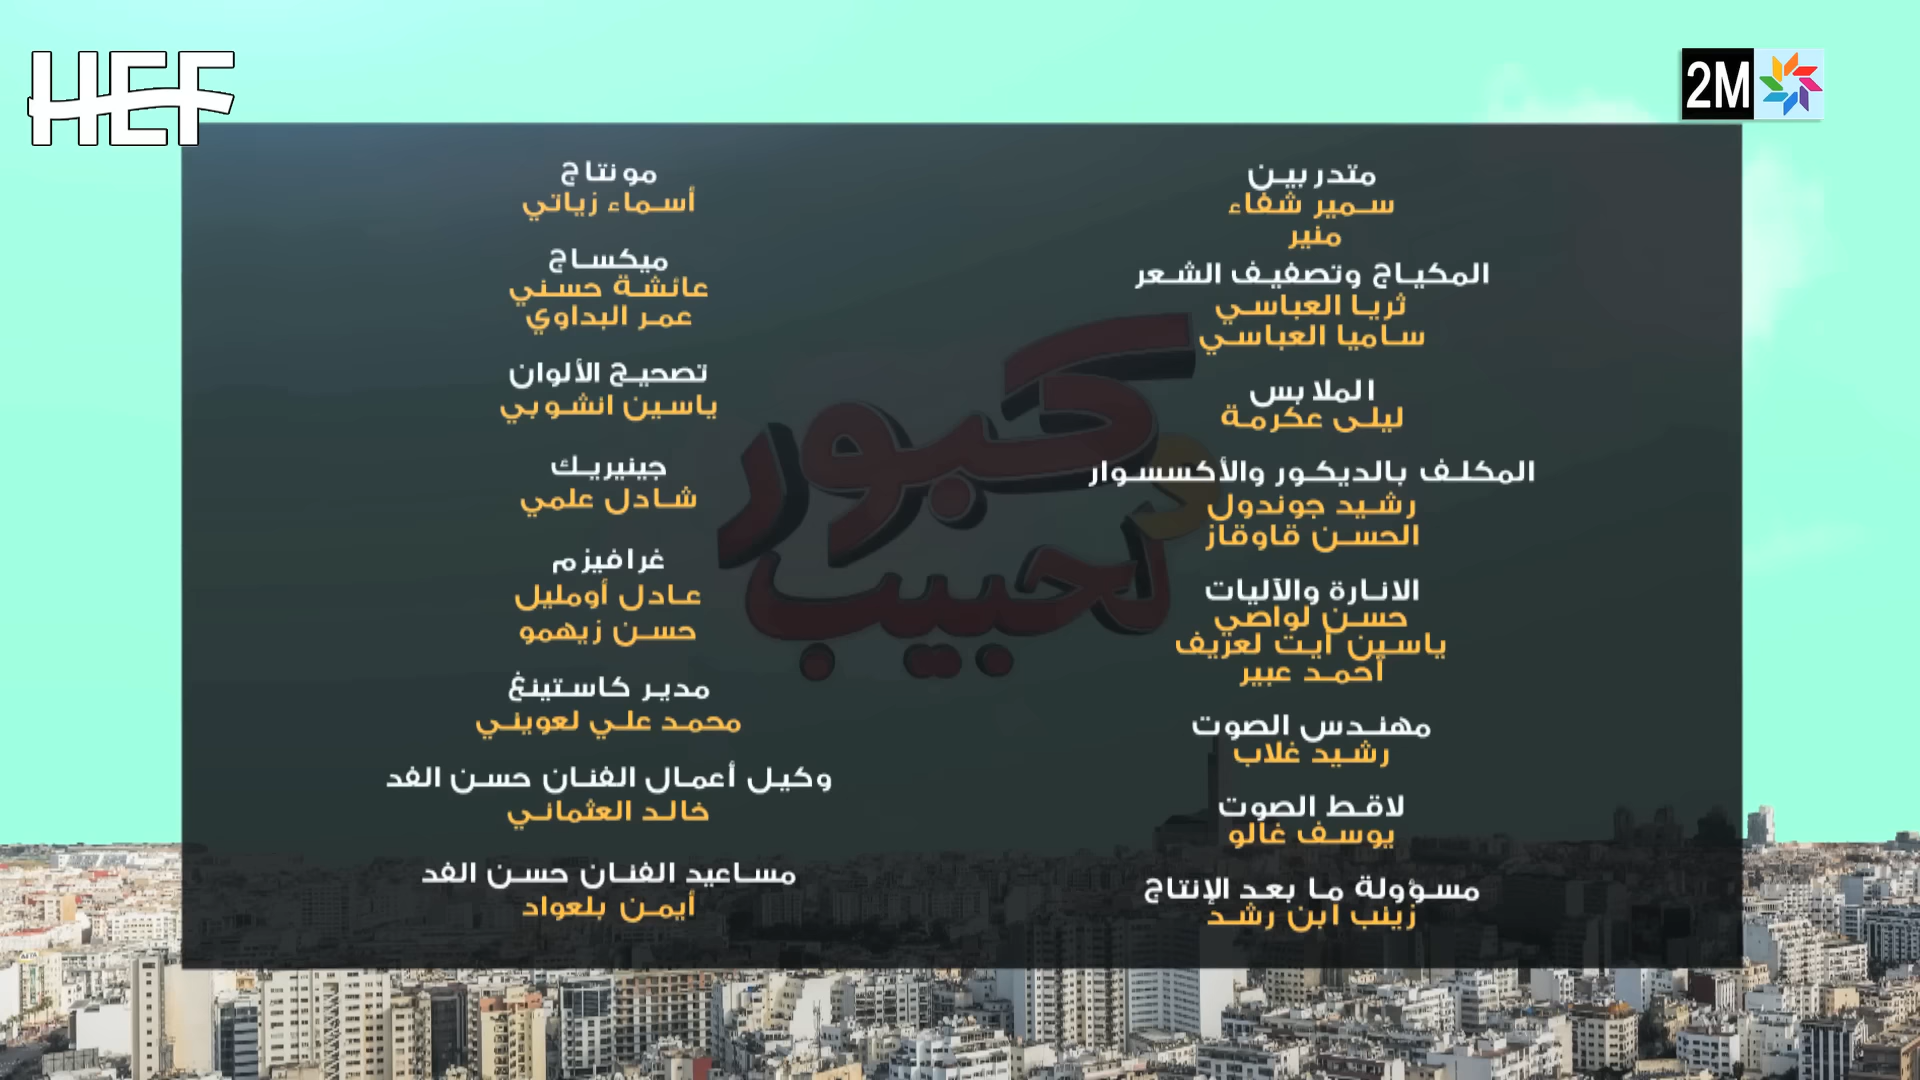 HEF
2M
متدربين
سمير شفاء
منير
المكياج وتصفيف الشعر
ثريا العباسي
ساميا العباسي
الملابس
ليلى عكرمة
المكلف بالديكور والأكسسوار
رشيد جوندول
الحسن قاوقاز
الانارة والآليات
حسن لواصي
ياسين أيت لعريف
أحمد عبير
مهندس الصوت
رشيد غلاب
لاقط الصوت
يوسف غالو
مسؤولة ما بعد الإنتاج
زينب ابن رشد
مونتاج
أسماء زياتي
ميكساج
عائشة حسني
عمر البداوي
تصحيح الألوان
ياسين انشوبي
جينيريك
شادل علمي
غرافيزم
عادل أومليل
حسن زيهمو
مدير كاستينغ
محمد علي لعويني
وكيل أعمال الفنان حسن الفد
خالد العثماني
مساعيد الفنان حسن الفد
أيمن بلعواد
كبور
و
لحبيب